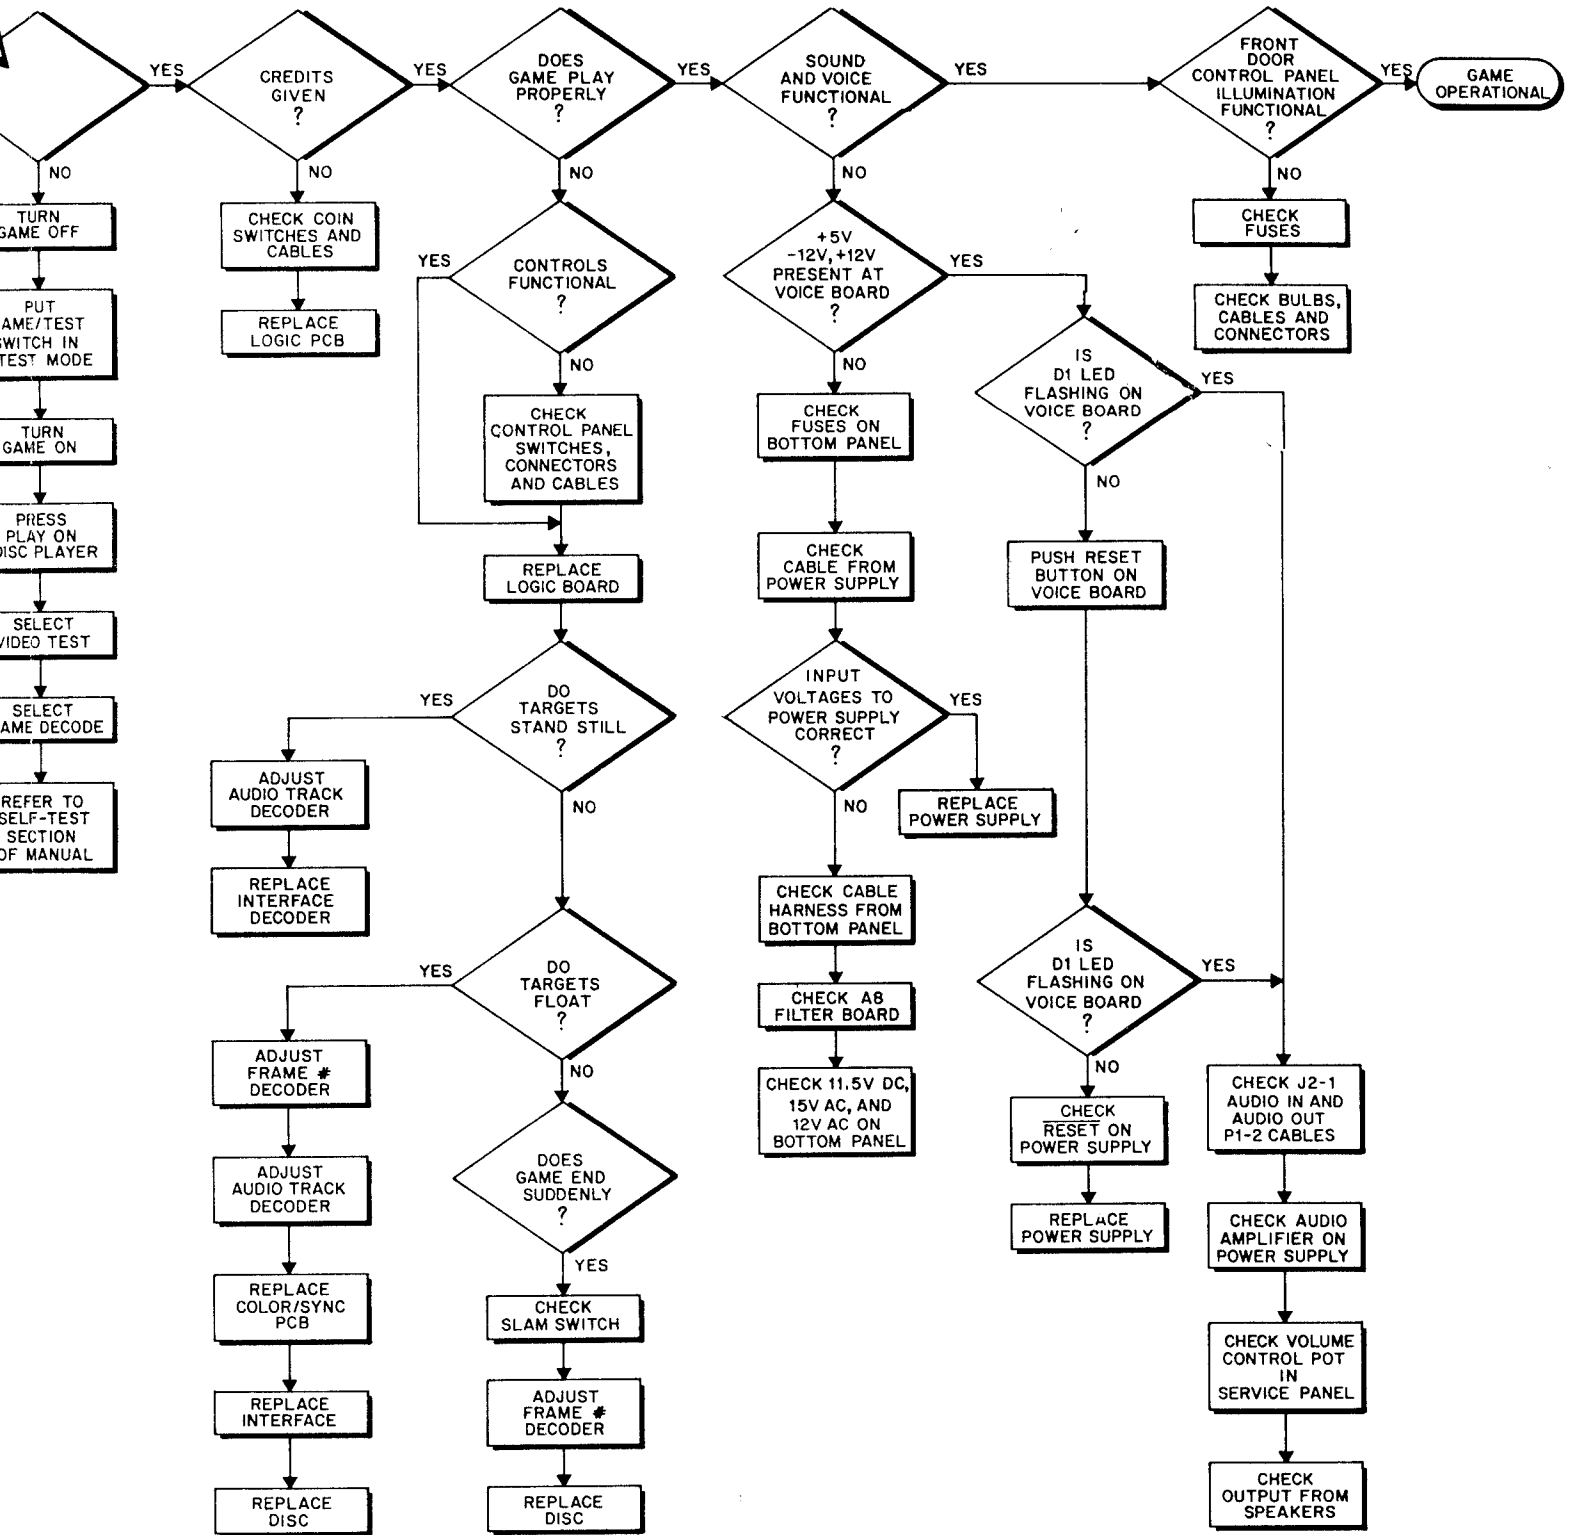 YES
NO
TURN
GAME OFF
PUT
AME/TEST
SWITCH IN
TEST MODE
TURN
GAME ON
PRESS
PLAY ON
DISC PLAYER
SELECT
VIDEO TEST
SELECT
AME DECODE
REFER TO
SELF-TEST
SECTION
OF MANUAL
CREDITS
GIVEN
?
YES
NO
CHECK COIN
SWITCHES AND
CABLES
REPLACE
LOGIC PCB
DOES
GAME PLAY
PROPERLY
?
YES
NO
CONTROLS
FUNCTIONAL
?
YES
NO
CHECK
CONTROL PANEL
SWITCHES,
CONNECTORS
AND CABLES
REPLACE
LOGIC BOARD
DO
TARGETS
STAND STILL
?
YES
NO
ADJUST
AUDIO TRACK
DECODER
REPLACE
INTERFACE
DECODER
DO
TARGETS
FLOAT
?
YES
NO
ADJUST
FRAME #
DECODER
ADJUST
AUDIO TRACK
DECODER
REPLACE
COLOR/SYNC
PCB
REPLACE
INTERFACE
REPLACE
DISC
DOES
GAME END
SUDDENLY
?
YES
CHECK
SLAM SWITCH
ADJUST
FRAME #
DECODER
REPLACE
DISC
SOUND
AND VOICE
FUNCTIONAL
?
YES
NO
+5V
-12V,+12V
PRESENT AT
VOICE BOARD
?
YES
NO
CHECK
FUSES ON
BOTTOM PANEL
CHECK
CABLE FROM
POWER SUPPLY
INPUT
VOLTAGES TO
POWER SUPPLY
CORRECT
?
YES
NO
REPLACE
POWER SUPPLY
CHECK CABLE
HARNESS FROM
BOTTOM PANEL
CHECK A8
FILTER BOARD
CHECK 11.5V DC,
15V AC, AND
12V AC ON
BOTTOM PANEL
IS
D1 LED
FLASHING ON
VOICE BOARD
?
YES
NO
PUSH RESET
BUTTON ON
VOICE BOARD
IS
D1 LED
FLASHING ON
VOICE BOARD
?
YES
NO
CHECK
RESET ON
POWER SUPPLY
REPLACE
POWER SUPPLY
CHECK J2-1
AUDIO IN AND
AUDIO OUT
P1-2 CABLES
CHECK AUDIO
AMPLIFIER ON
POWER SUPPLY
CHECK VOLUME
CONTROL POT
IN
SERVICE PANEL
CHECK
OUTPUT FROM
SPEAKERS
FRONT
DOOR
CONTROL PANEL
ILLUMINATION
FUNCTIONAL
?
YES
NO
CHECK
FUSES
CHECK BULBS,
CABLES AND
CONNECTORS
GAME
OPERATIONAL